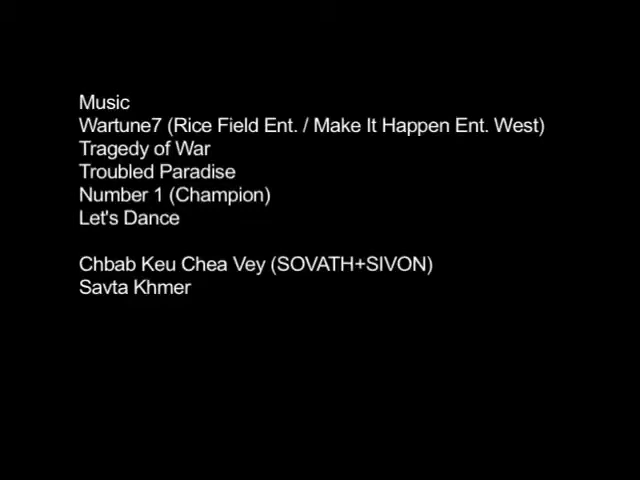 Music
Wartune7 (Rice Field Ent. / Make It Happen Ent. West)
Tragedy of War
Troubled Paradise
Number 1 (Champion)
Let's Dance
Chbab Keu Chea Vey (SOVATH+SIVON)
Savta Khmer